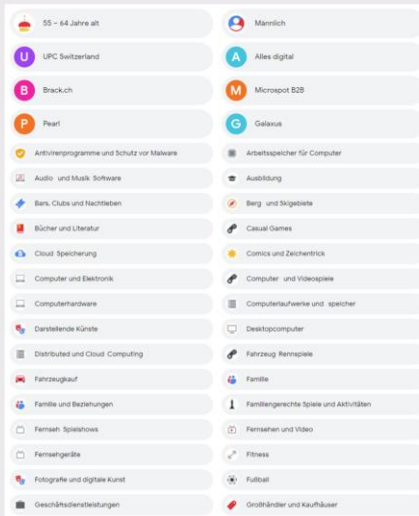 55 – 64 Jahre alt
Männlich
U UPC Switzerland
A Alles digital
B Brack.ch
M Microspot B2B
P Pearl
G Galaxus
Antivirenprogramme und Schutz vor Malware
Arbeitsspeicher für Computer
Audio und Musik Software
Ausbildung
Bars, Clubs und Nachtleben
Berg und Skigebiete
Bücher und Literatur
Casual Games
Cloud Speicherung
Comics und Zeichentrick
Computer und Elektronik
Computer und Videospiele
Computerhardware
Computerlaufwerke und speicher
Darstellende Künste
Desktopcomputer
Distributed und Cloud Computing
Fahrzeug Rennspiele
Fahrzeugkauf
Familie
Familie und Beziehungen
Familiengerechte Spiele und Aktivitäten
Fernseh Spielshows
Fernsehen und Video
Fernsehgeräte
Fitness
Fotografie und digitale Kunst
Fußball
Geschäftsdienstleistungen
Großhändler und Kaufhäuser